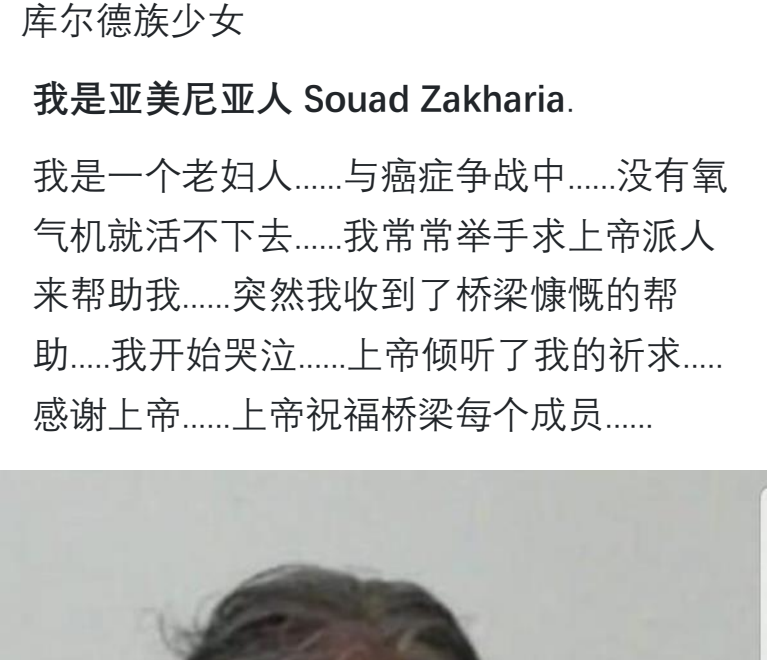 库尔德族少女
我是亚美尼亚人 Souad Zakharia.
我是一个老妇人......与癌症争战中......没有氧
气机就活不下去......我常常举手求上帝派人
来帮助我......突然我收到了桥梁慷慨的帮
助.....我开始哭泣......上帝倾听了我的祈求.....
感谢上帝......上帝祝福桥梁每个成员......